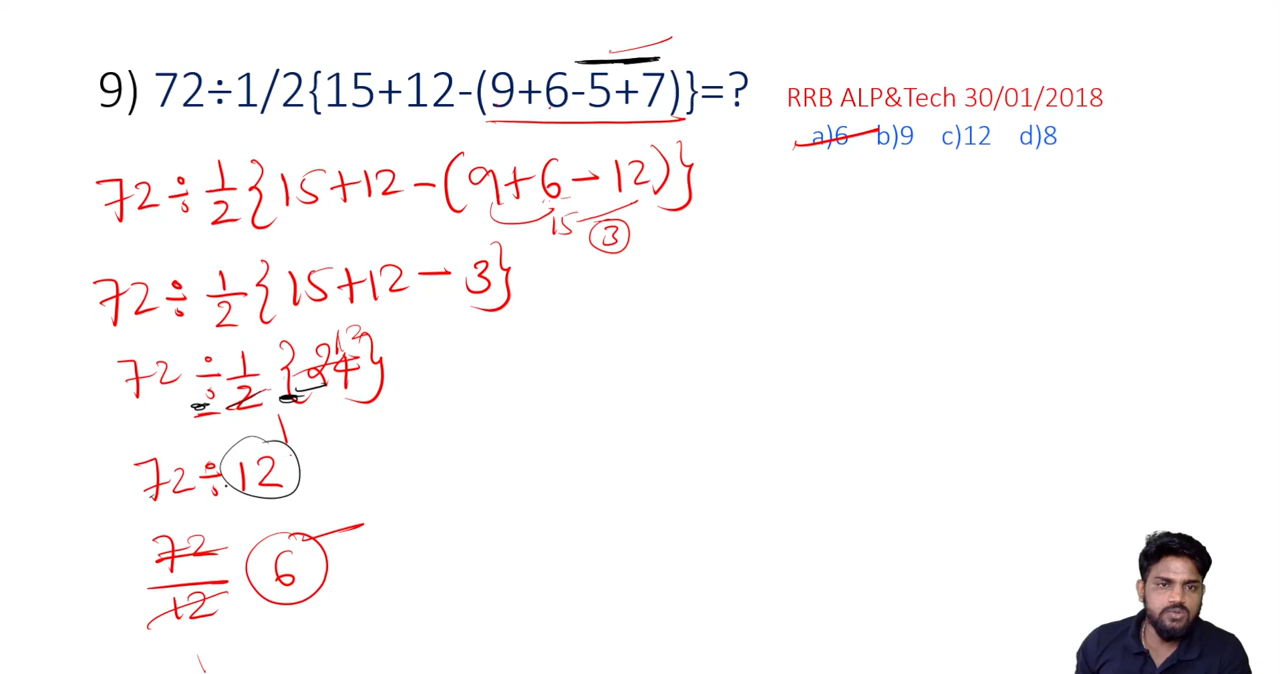 9) 72÷1/2{15+12-(9+6-5+7)}=? RRB ALP&Tech 30/01/2018
a)6 b)9 c)12 d)8
72 ÷ 1/2 {15+12-(9+6-12)}
15 3
72 ÷ 1/2 {15+12-3}
12
72 ÷ 1/2 {24}
72 ÷ 12
72/12 6